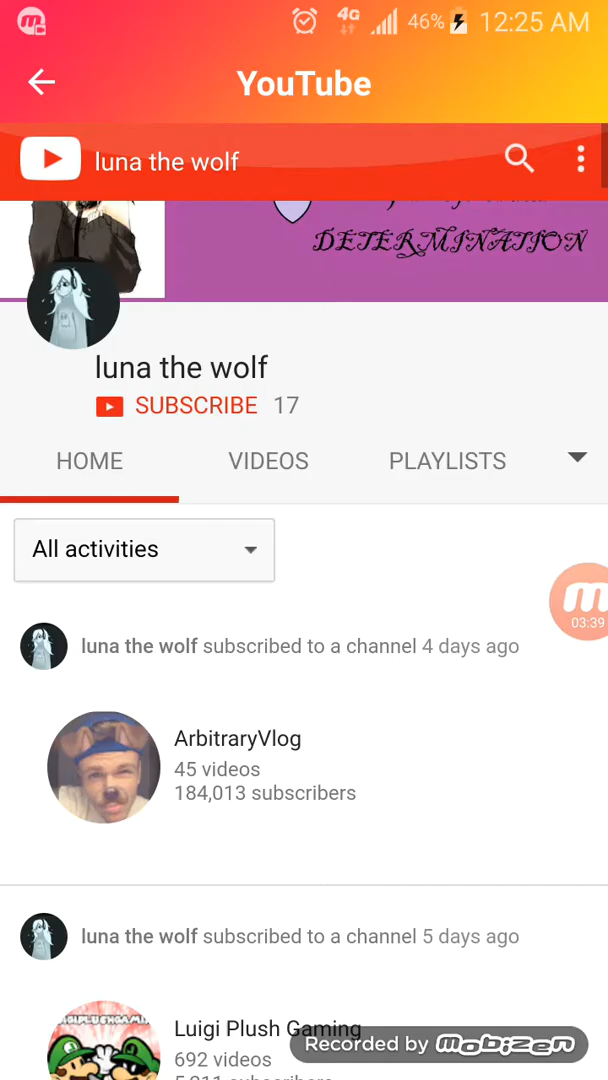 4G 46% 12:25 AM
YouTube
luna the wolf
DETERMINATION
luna the wolf
SUBSCRIBE 17
HOME VIDEOS PLAYLISTS
All activities
03:39
luna the wolf subscribed to a channel 4 days ago
ArbitraryVlog
45 videos
184,013 subscribers
luna the wolf subscribed to a channel 5 days ago
Luigi Plush Gaming
692 videos
Recorded by mobizen